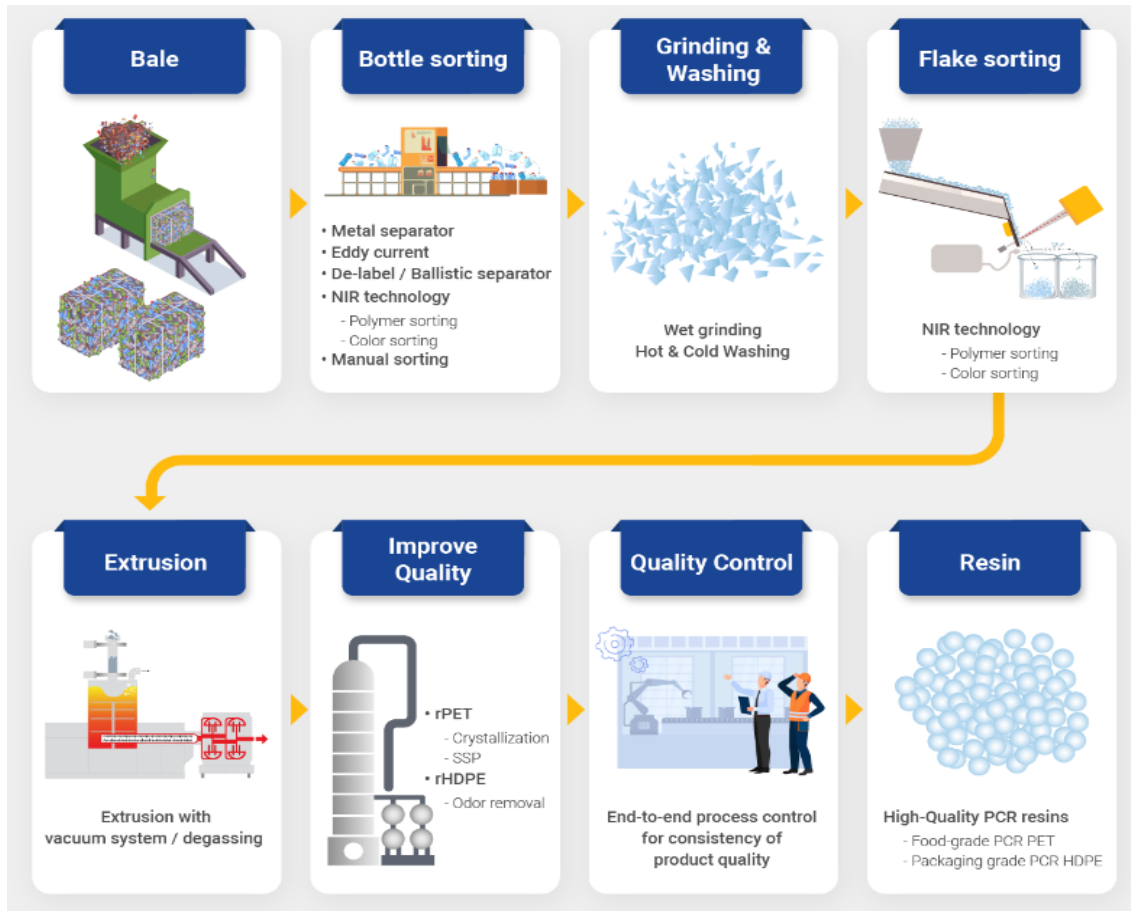 Bale
Bottle sorting
• Metal separator
• Eddy current
• De-label / Ballistic separator
• NIR technology
- Polymer sorting
- Color sorting
• Manual sorting
Grinding &
Washing
Wet grinding
Hot & Cold Washing
Flake sorting
NIR technology
- Polymer sorting
- Color sorting
Extrusion
Extrusion with
vacuum system / degassing
Improve
Quality
• rPET
- Crystallization
- SSP
• rHDPE
- Odor removal
Quality Control
End-to-end process control
for consistency of
product quality
Resin
High-Quality PCR resins
- Food-grade PCR PET
- Packaging grade PCR HDPE